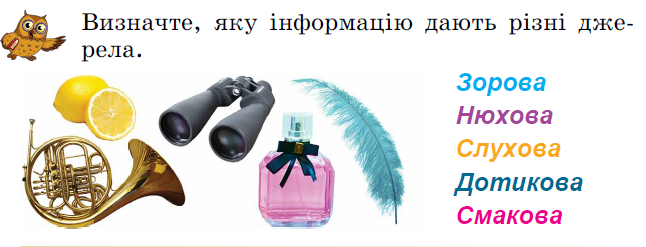 Визначте, яку інформацію дають різні дже-
рела.
Зорова
Нюхова
Слухова
Дотикова
Смакова